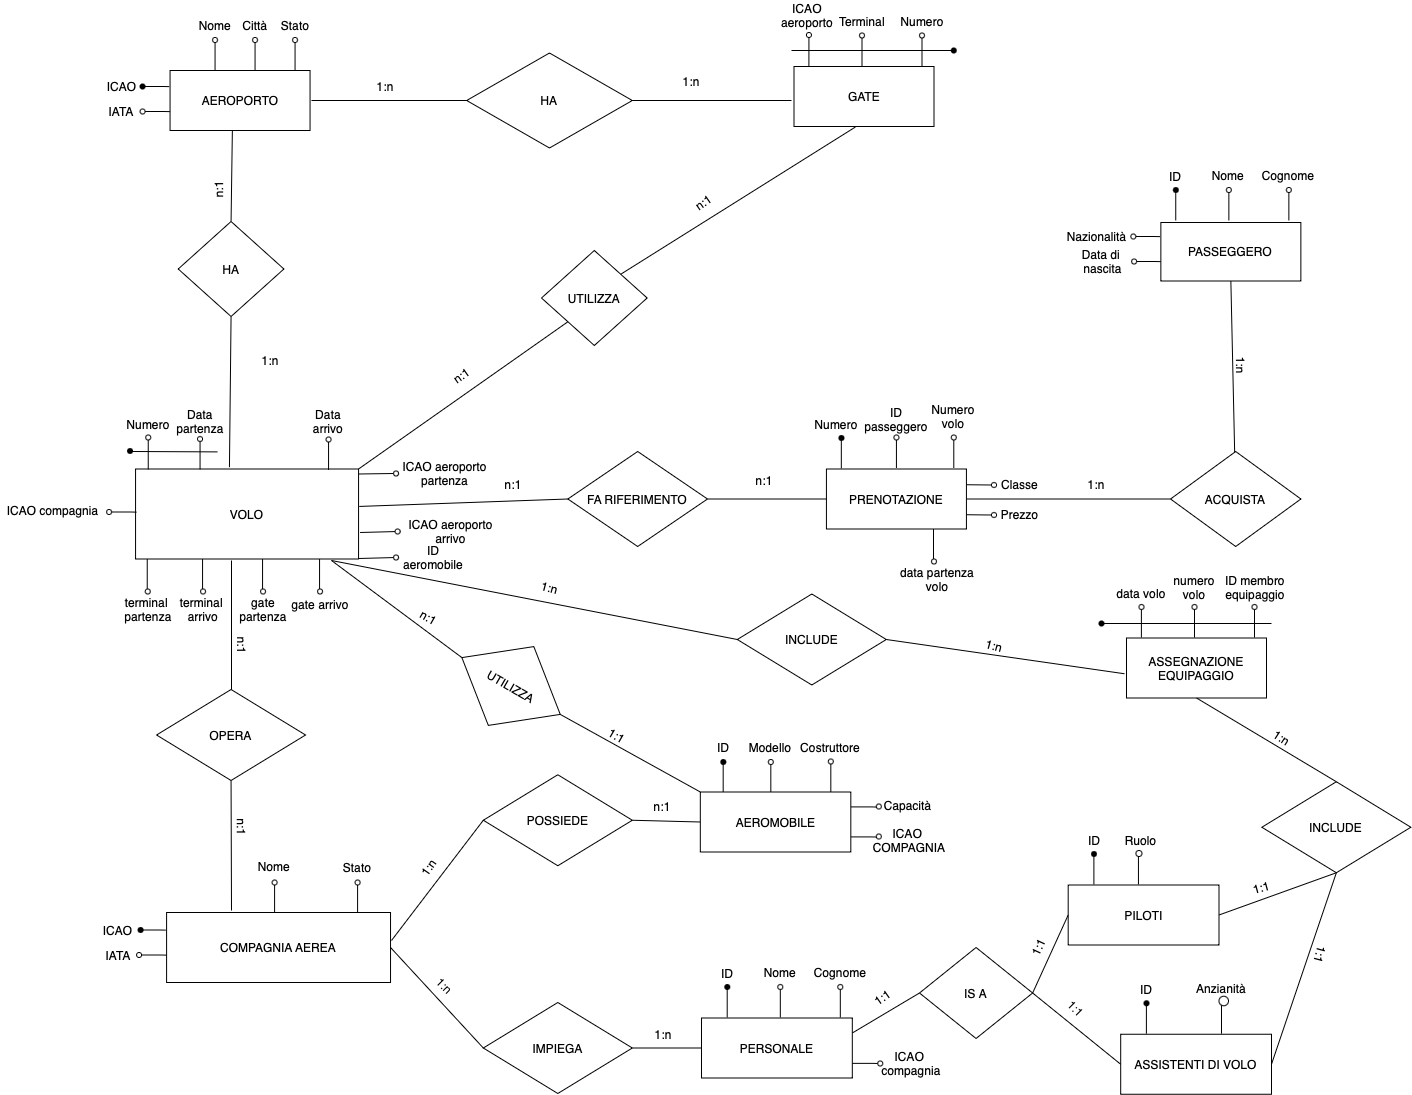 ICAO
aeroporto
Terminal
Numero
Nome
Città
Stato
ICAO
IATA
AEROPORTO
1:n
HA
1:n
GATE
n:1
n:1
ID
Nome
Cognome
Nazionalità
Data di
nascita
PASSEGGERO
HA
UTILIZZA
1:n
n:1
1:n
Numero
Data
partenza
Data
arrivo
ICAO aeroporto
partenza
ICAO compagnia
VOLO
ICAO aeroporto
arrivo
ID
aeromobile
terminal
partenza
terminal
arrivo
gate
partenza
gate arrivo
n:1
FA RIFERIMENTO
n:1
Numero
ID
passeggero
Numero
volo
PRENOTAZIONE
Classe
Prezzo
data partenza
volo
1:n
ACQUISTA
1:n
INCLUDE
1:n
data volo
numero
volo
ID membro
equipaggio
ASSEGNAZIONE
EQUIPAGGIO
n:1
n:1
UTILIZZA
1:1
OPERA
n:1
1:n
POSSIEDE
n:1
ID
Modello
Costruttore
AEROMOBILE
Capacità
ICAO
COMPAGNIA
1:n
INCLUDE
Nome
Stato
ICAO
IATA
COMPAGNIA AEREA
ID
Ruolo
PILOTI
1:1
1:1
1:n
IMPIEGA
1:n
ID
Nome
Cognome
PERSONALE
ICAO
compagnia
1:1
IS A
1:1
1:1
ID
Anzianità
ASSISTENTI DI VOLO